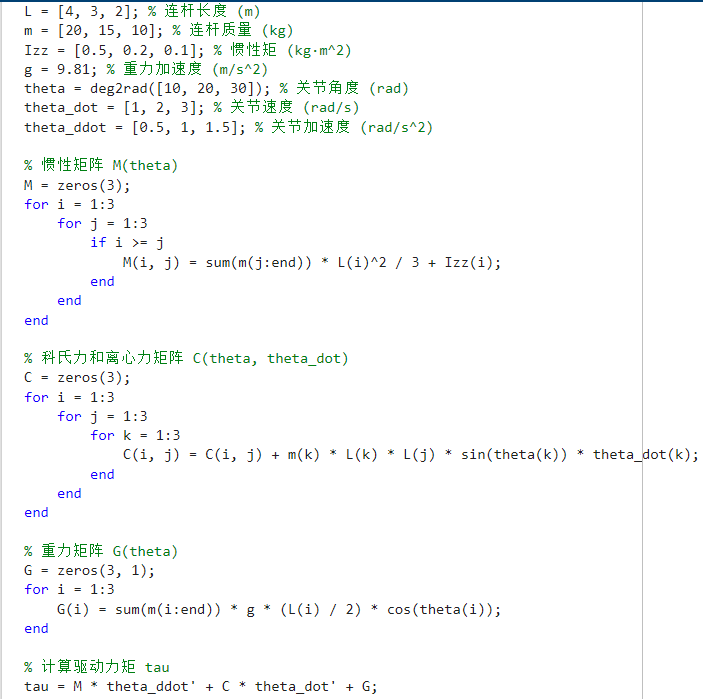 L = [4, 3, 2]; % 连杆长度 (m)
m = [20, 15, 10]; % 连杆质量 (kg)
Izz = [0.5, 0.2, 0.1]; % 惯性矩 (kg·m^2)
g = 9.81; % 重力加速度 (m/s^2)
theta = deg2rad([10, 20, 30]); % 关节角度 (rad)
theta_dot = [1, 2, 3]; % 关节速度 (rad/s)
theta_ddot = [0.5, 1, 1.5]; % 关节加速度 (rad/s^2)

% 惯性矩阵 M(theta)
M = zeros(3);
for i = 1:3
    for j = 1:3
        if i >= j
            M(i, j) = sum(m(j:end)) * L(i)^2 / 3 + Izz(i);
        end
    end
end

% 科氏力和离心力矩阵 C(theta, theta_dot)
C = zeros(3);
for i = 1:3
    for j = 1:3
        for k = 1:3
            C(i, j) = C(i, j) + m(k) * L(k) * L(j) * sin(theta(k)) * theta_dot(k);
        end
    end
end

% 重力矩阵 G(theta)
G = zeros(3, 1);
for i = 1:3
    G(i) = sum(m(i:end)) * g * (L(i) / 2) * cos(theta(i));
end

% 计算驱动力矩 tau
tau = M * theta_ddot' + C * theta_dot' + G;